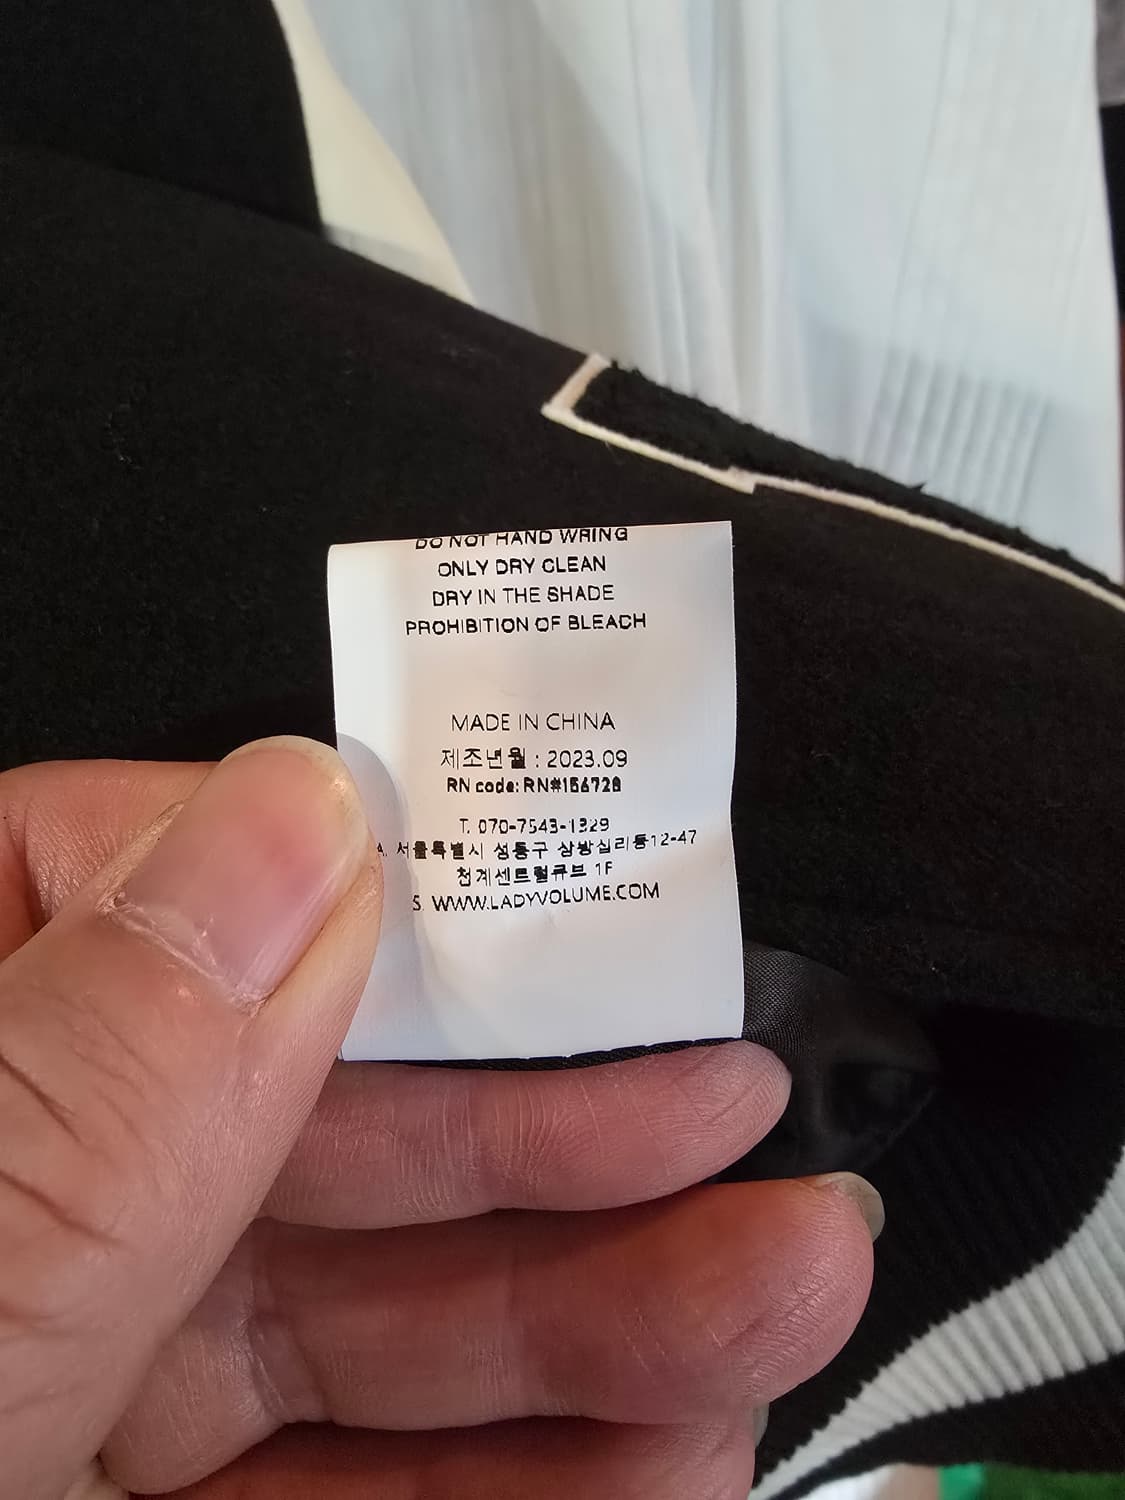 DO NOT HAND WRING
ONLY DRY CLEAN
DRY IN THE SHADE
PROHIBITION OF BLEACH
MADE IN CHINA
제조년월 : 2023.09
RN code: RN#156728
T. 070-7543-1329
A. 서울특별시 성동구 상왕십리동12-47
천계센트럴큐브 1F
S. WWW.LADYVOLUME.COM